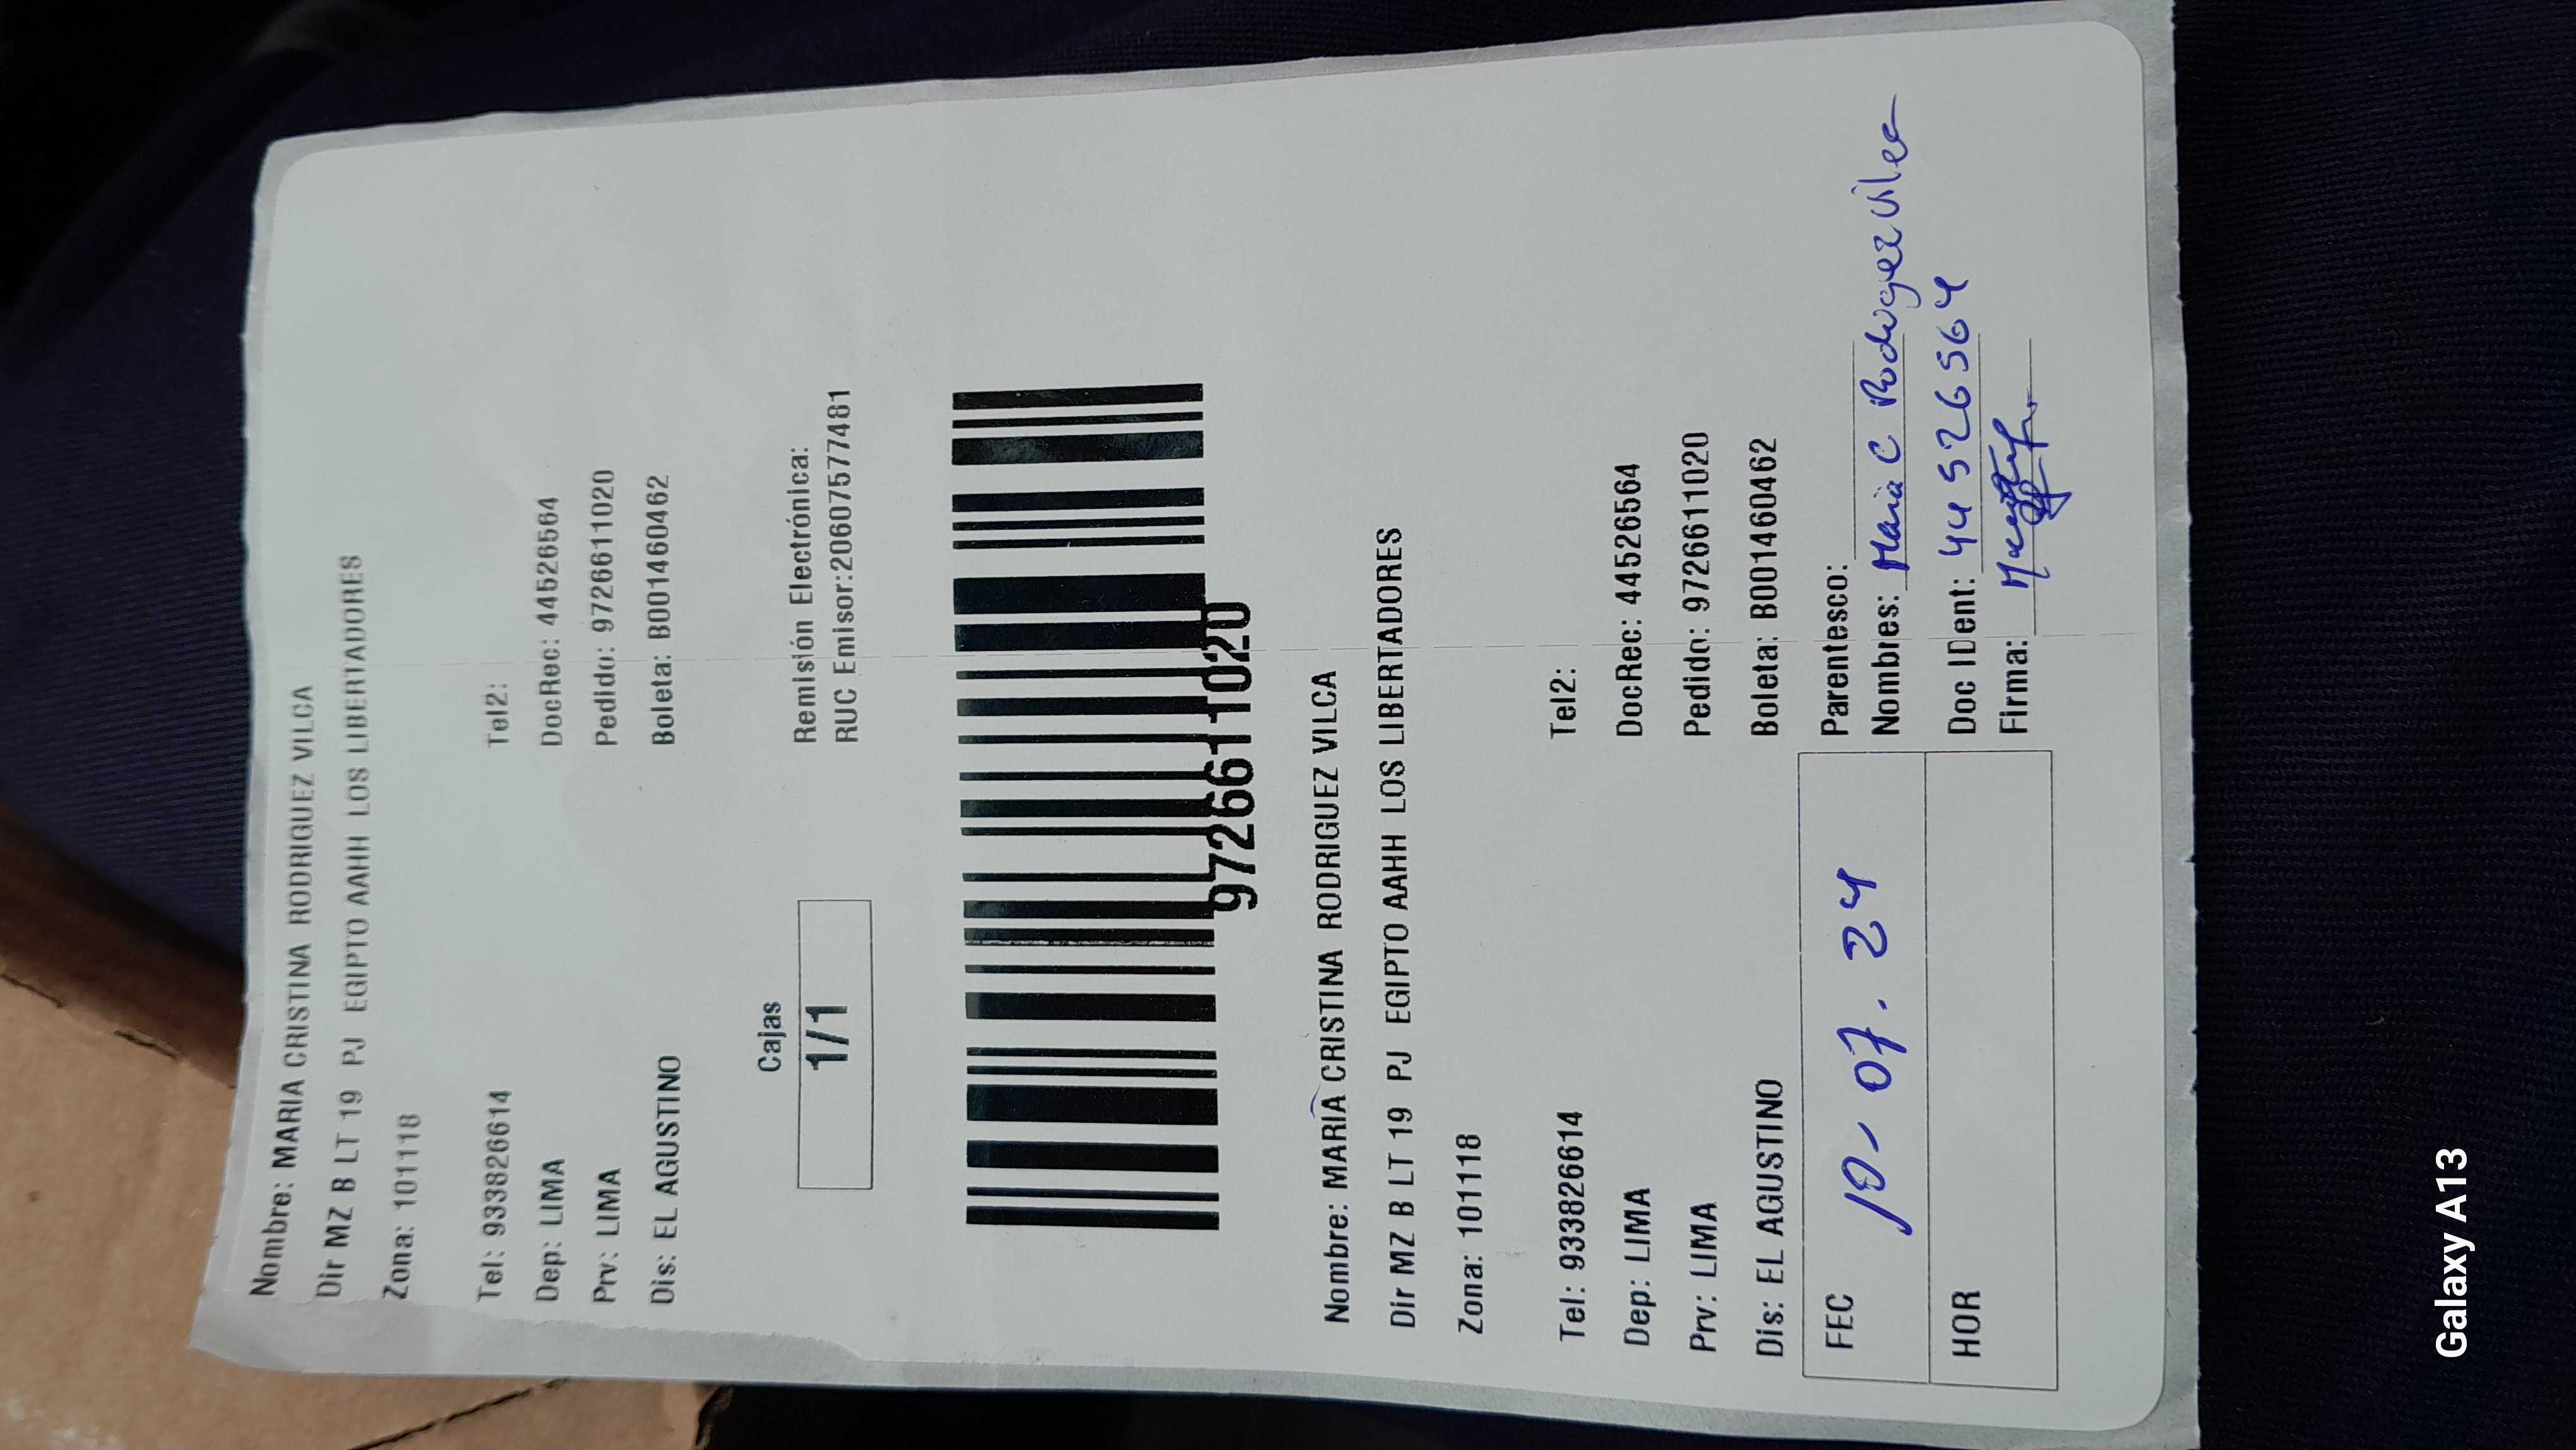 Nombre: MARIA CRISTINA RODRIGUEZ VILCA
Dir MZ B LT 19 PJ EGIPTO AAHH LOS LIBERTADORES
Zona: 101118
Tel: 933826614 Tel2:
Dep: LIMA DocRec: 44526564
Prv: LIMA Pedido: 9726611020
Dis: EL AGUSTINO Boleta: B001460462
Cajas Remisión Electrónica:
1/1 RUC Emisor:20607577481
9726611020
Nombre: MARIA CRISTINA RODRIGUEZ VILCA
Dir MZ B LT 19 PJ EGIPTO AAHH LOS LIBERTADORES
Zona: 101118
Tel: 933826614 Tel2:
Dep: LIMA DocRec: 44526564
Prv: LIMA Pedido: 9726611020
Dis: EL AGUSTINO Boleta: B001460462
FEC 10-07.24 Parentesco:
Nombres: Maria C Rodriguez Vilca
HOR Doc IDent: 44526564
Firma:
Galaxy A13